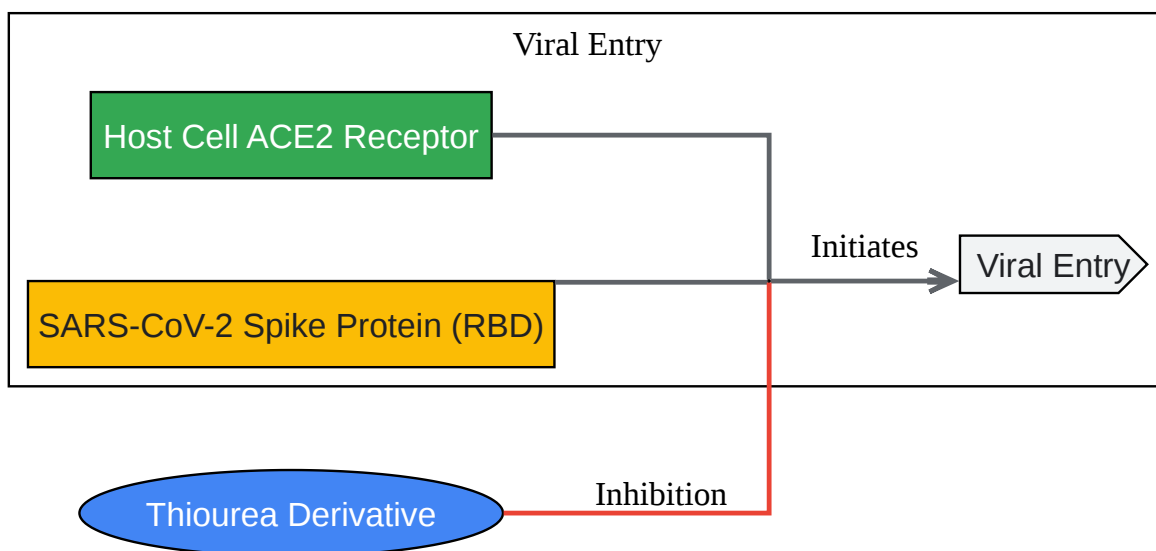 Viral Entry
Host Cell ACE2 Receptor
Initiates
Viral Entry
SARS-CoV-2 Spike Protein (RBD)
Inhibition
Thiourea Derivative